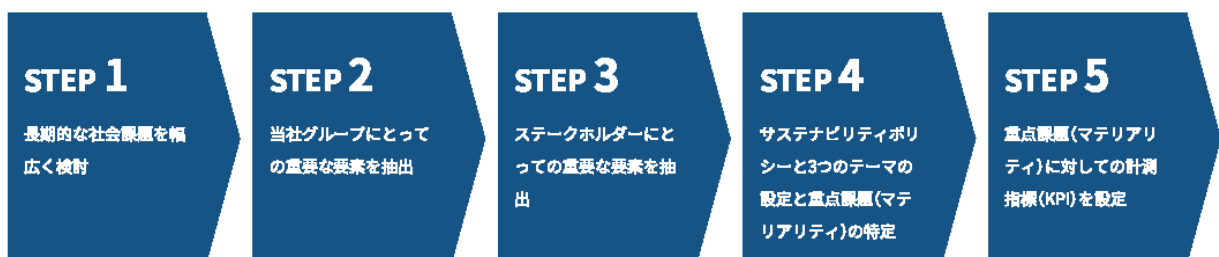 STEP 1
長期的な社会課題を幅
広く検討
STEP 2
当社グループにとって
の重要な要素を抽出
STEP 3
ステークホルダーにと
っての重要な要素を抽
出
STEP 4
サステナビリティポリ
シーと3つのテーマの
設定と重点課題(マテ
リアリティ)の特定
STEP 5
重点課題(マテリアリ
ティ)に対しての計測
指標(KPI)を設定